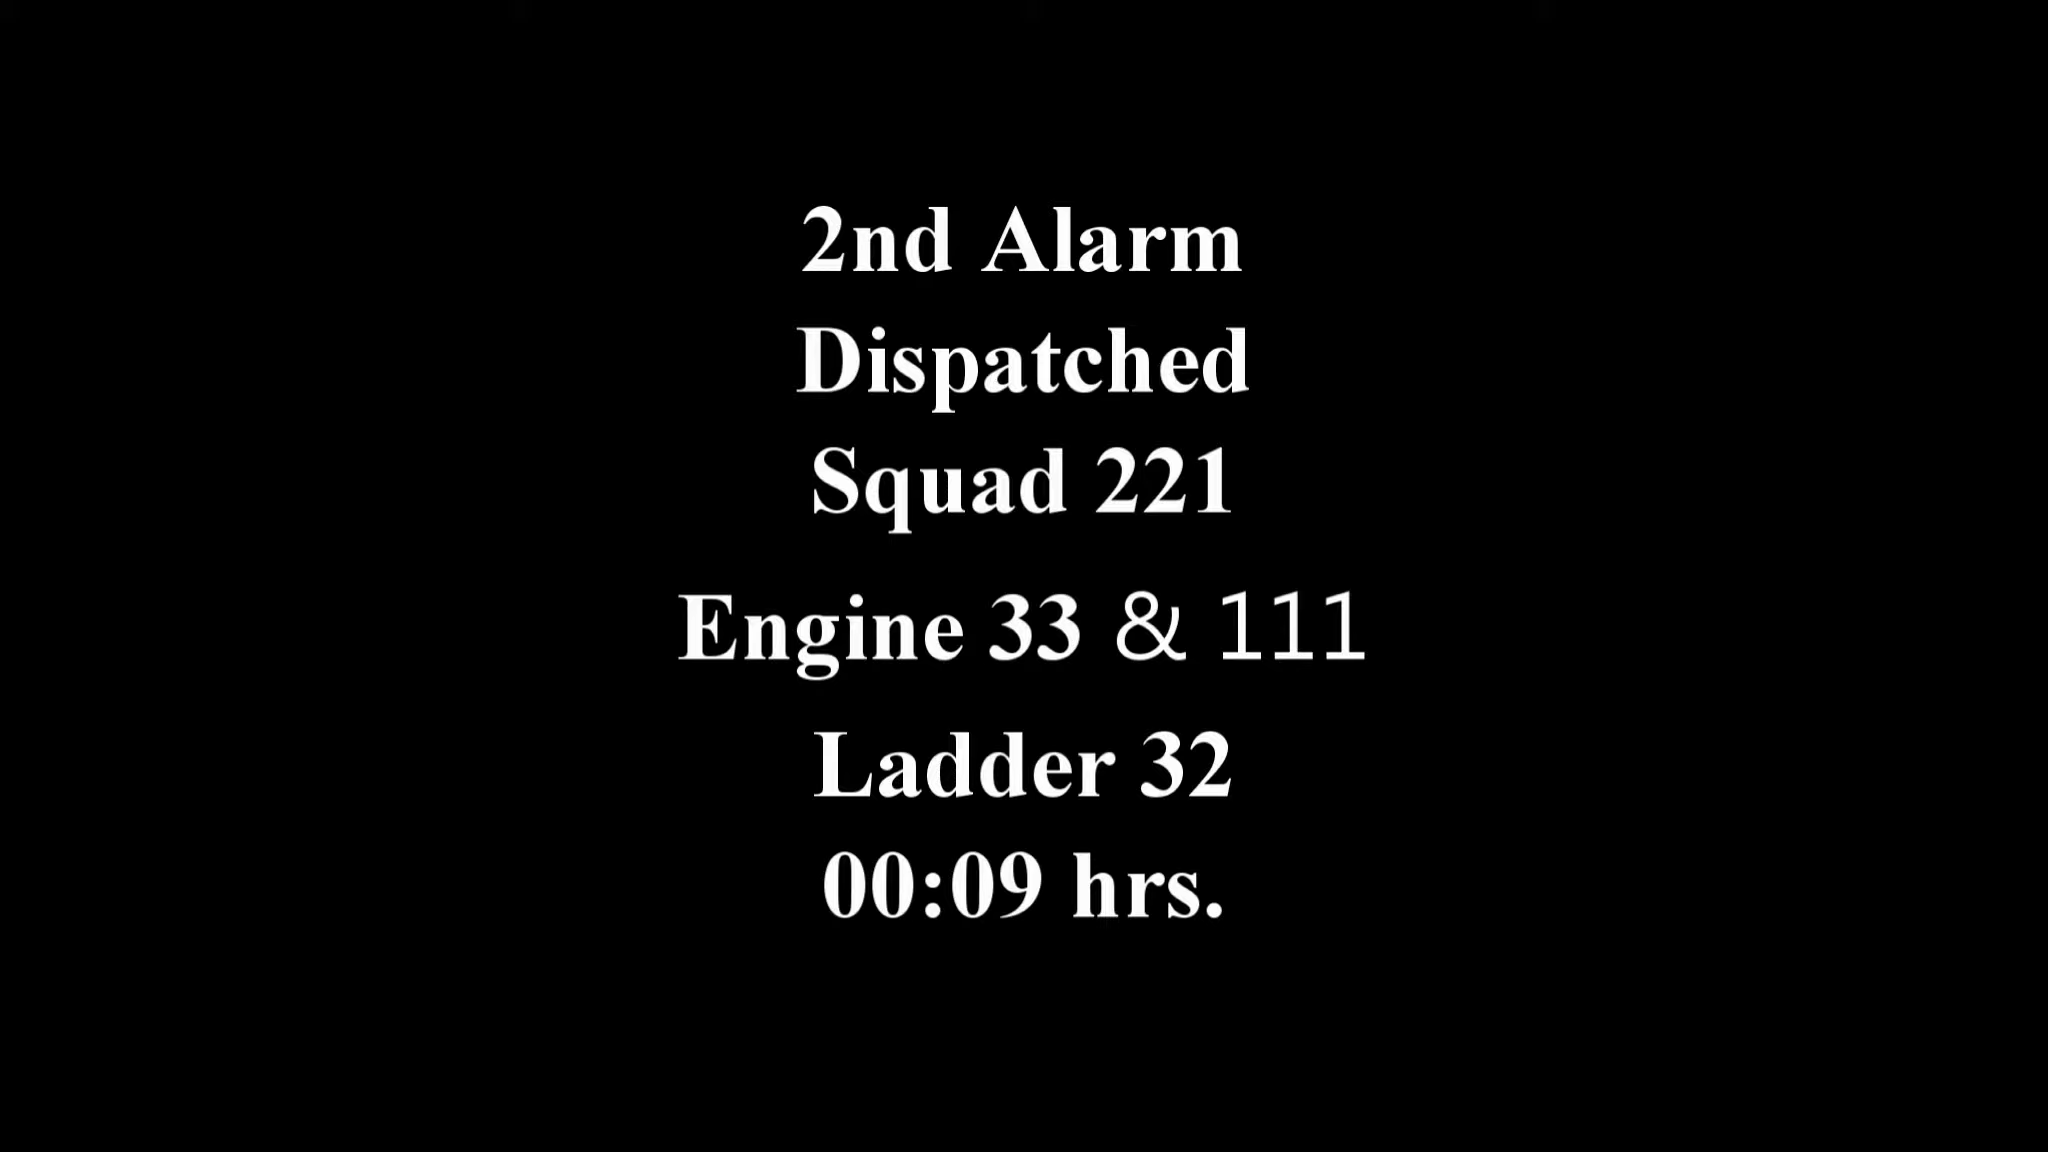 2nd Alarm
Dispatched
Squad 221
Engine 33 & 111
Ladder 32
00:09 hrs.